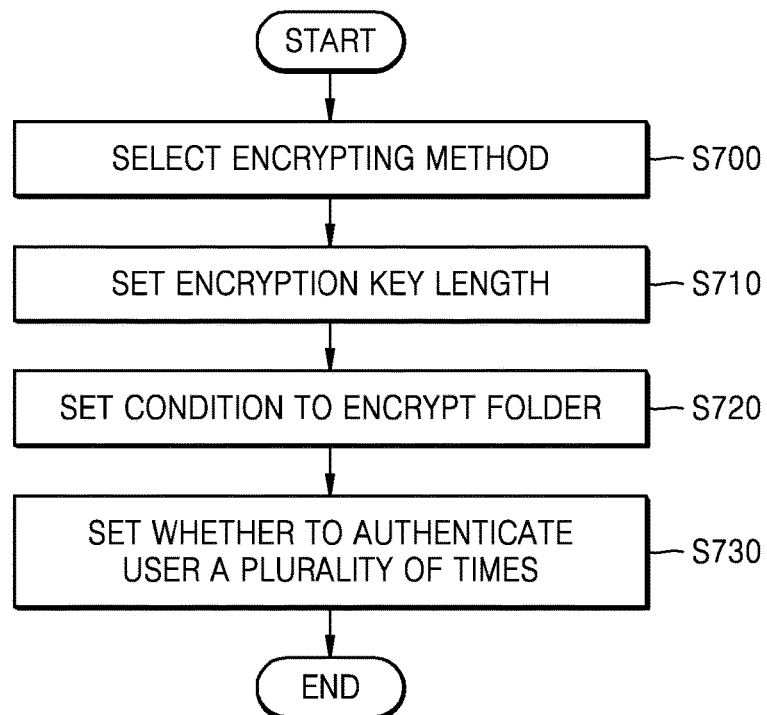 START
SELECT ENCRYPTING METHOD
S700
SET ENCRYPTION KEY LENGTH
S710
SET CONDITION TO ENCRYPT FOLDER
S720
SET WHETHER TO AUTHENTICATE
USER A PLURALITY OF TIMES
S730
END